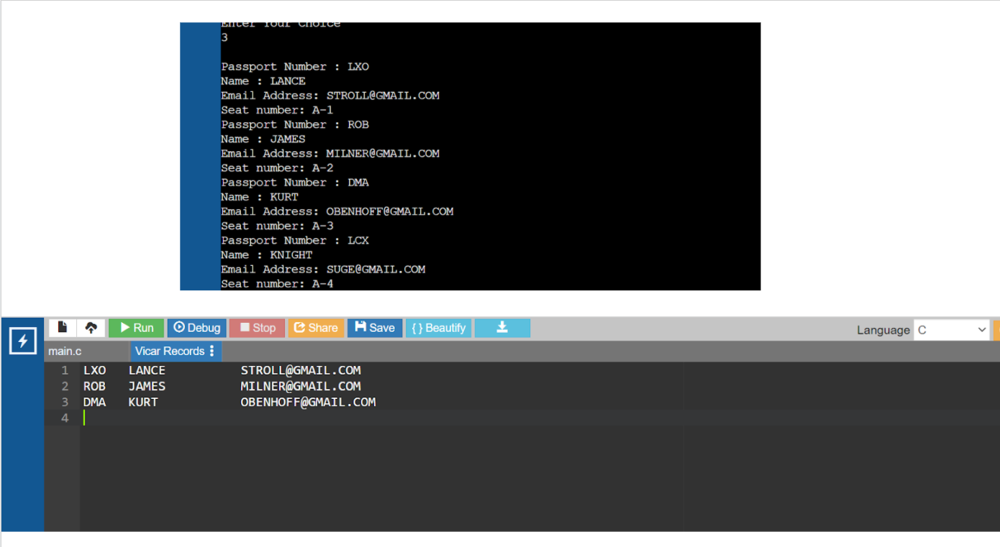 Enter Your Choice
3
Passport Number : LXO
Name : LANCE
Email Address: STROLL@GMAIL.COM
Seat number: A-1
Passport Number : ROB
Name : JAMES
Email Address: MILNER@GMAIL.COM
Seat number: A-2
Passport Number : DMA
Name : KURT
Email Address: OBENHOFF@GMAIL.COM
Seat number: A-3
Passport Number : LCX
Name : KNIGHT
Email Address: SUGE@GMAIL.COM
Seat number: A-4
Run Debug Stop Share Save {} Beautify Language C
main.c Vicar Records
1 LXO LANCE STROLL@GMAIL.COM
2 ROB JAMES MILNER@GMAIL.COM
3 DMA KURT OBENHOFF@GMAIL.COM
4